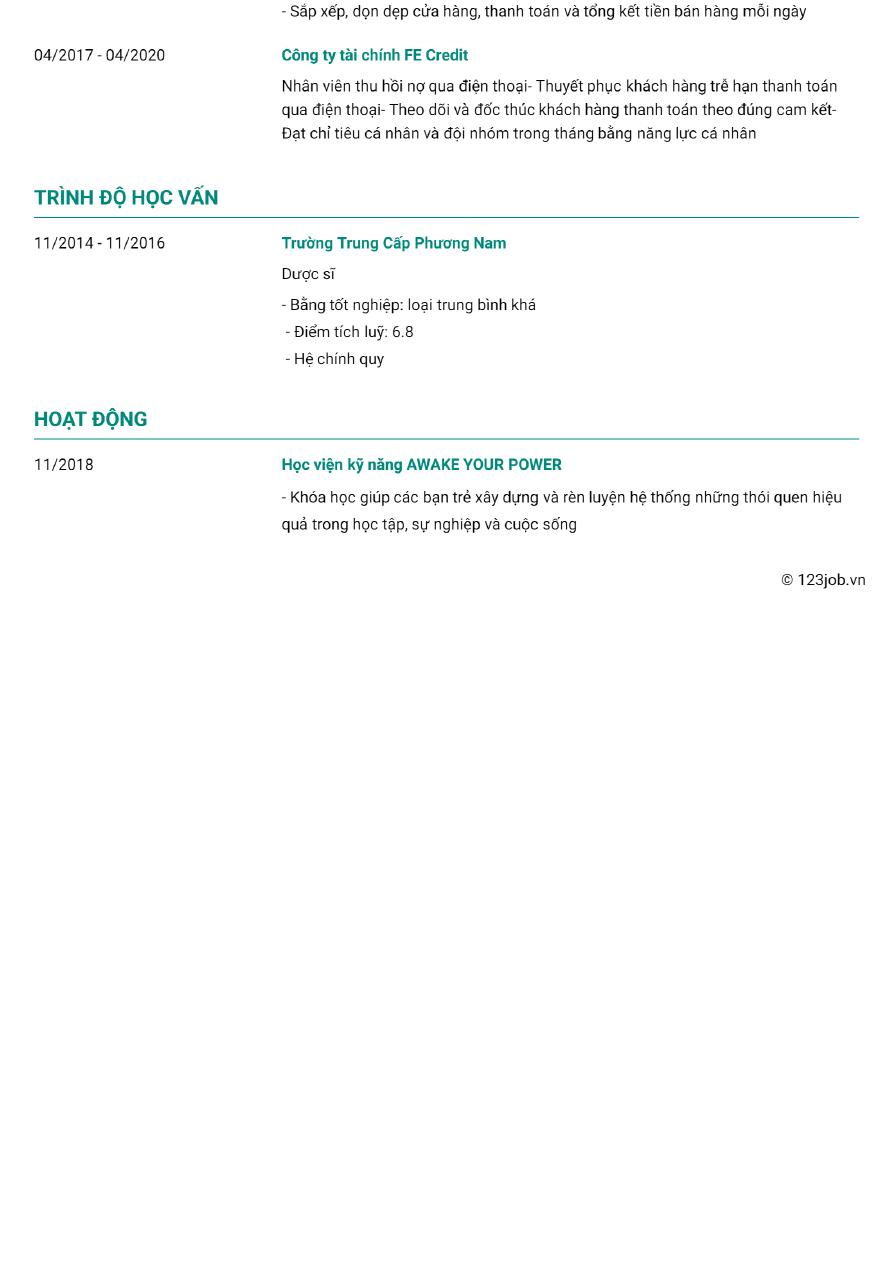 - Sắp xếp, dọn dẹp cửa hàng, thanh toán và tổng kết tiền bán hàng mỗi ngày
04/2017 - 04/2020
Công ty tài chính FE Credit
Nhân viên thu hồi nợ qua điện thoại- Thuyết phục khách hàng trễ hạn thanh toán
qua điện thoại- Theo dõi và đốc thúc khách hàng thanh toán theo đúng cam kết-
Đạt chỉ tiêu cá nhân và đội nhóm trong tháng bằng năng lực cá nhân
TRÌNH ĐỘ HỌC VẤN
11/2014 - 11/2016
Trường Trung Cấp Phương Nam
Dược sĩ
- Bằng tốt nghiệp: loại trung bình khá
- Điểm tích luỹ: 6.8
- Hệ chính quy
HOẠT ĐỘNG
11/2018
Học viện kỹ năng AWAKE YOUR POWER
- Khóa học giúp các bạn trẻ xây dựng và rèn luyện hệ thống những thói quen hiệu
quả trong học tập, sự nghiệp và cuộc sống
© 123job.vn